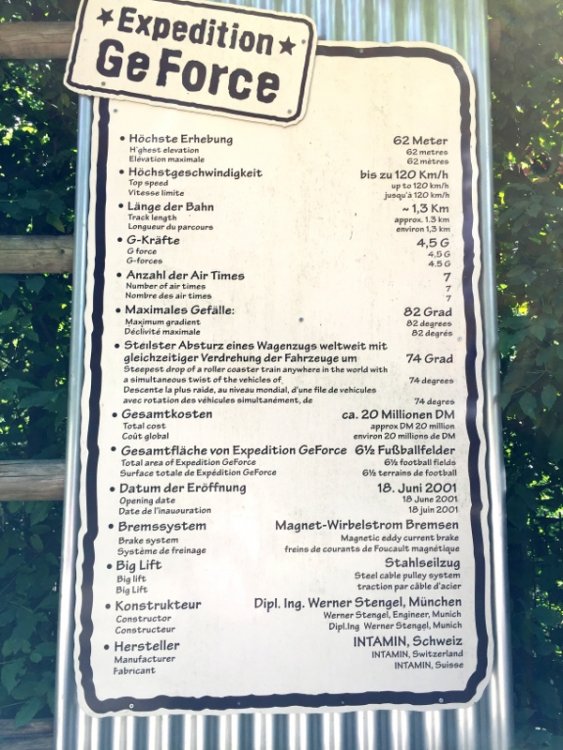 Expedition
GeForce
• Höchste Erhebung 62 Meter
H'ghest elevation 62 metres
Elévation maximale 62 mètres
• Höchstgeschwindigkeit bis zu 120 Km/h
Top speed up to 120 km/h
Vitesse limite jusqu'à 120 km/h
• Länge der Bahn ~ 1,3 Km
Track length approx. 1.3 km
Longueur du parcours environ 1,3 km
• G-Kräfte 4,5 G
G force 4.5 G
G-forces 4.5 G
• Anzahl der Air Times 7
Number of air times 7
Nombre des air times 7
• Maximales Gefälle: 82 Grad
Maximum gradient 82 degrees
Déclivité maximale 82 degrés
• Steilster Absturz eines Wagenzugs weltweit mit
gleichzeitiger Verdrehung der Fahrzeuge um 74 Grad
Steepest drop of a roller coaster train anywhere in the world with
a simultaneous twist of the vehicles of 74 degrees
Descente la plus raide, au niveau mondial, d'une file de vehicules
avec rotation des véhicules simultanément, de 74 degres
• Gesamtkosten ca. 20 Millionen DM
Total cost approx DM 20 million
Coût global environ 20 millions de DM
• Gesamtfläche von Expedition GeForce 6½ Fußballfelder
Total area of Expedition GeForce 6½ football fields
Surface totale de Expédition GeForce 6½ terrains de football
• Datum der Eröffnung 18. Juni 2001
Opening date 18 June 2001
Date de l'inauguration 18 juin 2001
• Bremssystem Magnet-Wirbelstrom Bremsen
Brake system Magnetic eddy current brake
Système de freinage freins de courants de Foucault magnétique
• Big Lift Stahlseilzug
Big lift Steel cable pulley system
Big Lift traction par câble d'acier
• Konstrukteur Dipl. Ing. Werner Stengel, München
Constructor Werner Stengel, Engineer, Munich
Constructeur Dipl.Ing Werner Stengel, Munich
• Hersteller INTAMIN, Schweiz
Manufacturer INTAMIN, Switzerland
Fabricant INTAMIN, Suisse